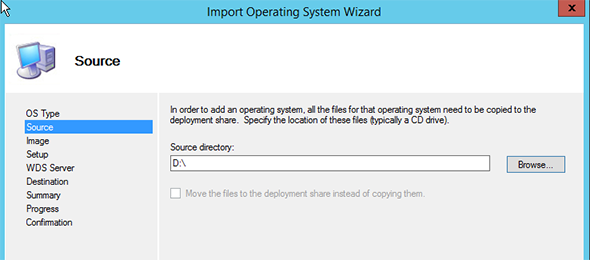 Import Operating System Wizard
x
Source
OS Type
Source
Image
Setup
WDS Server
Destination
Summary
Progress
Confirmation
In order to add an operating system, all the files for that operating system need to be copied to the
deployment share.  Specify the location of these files (typically a CD drive).
Source directory:
D:\
Browse...
Move the files to the deployment share instead of copying them.